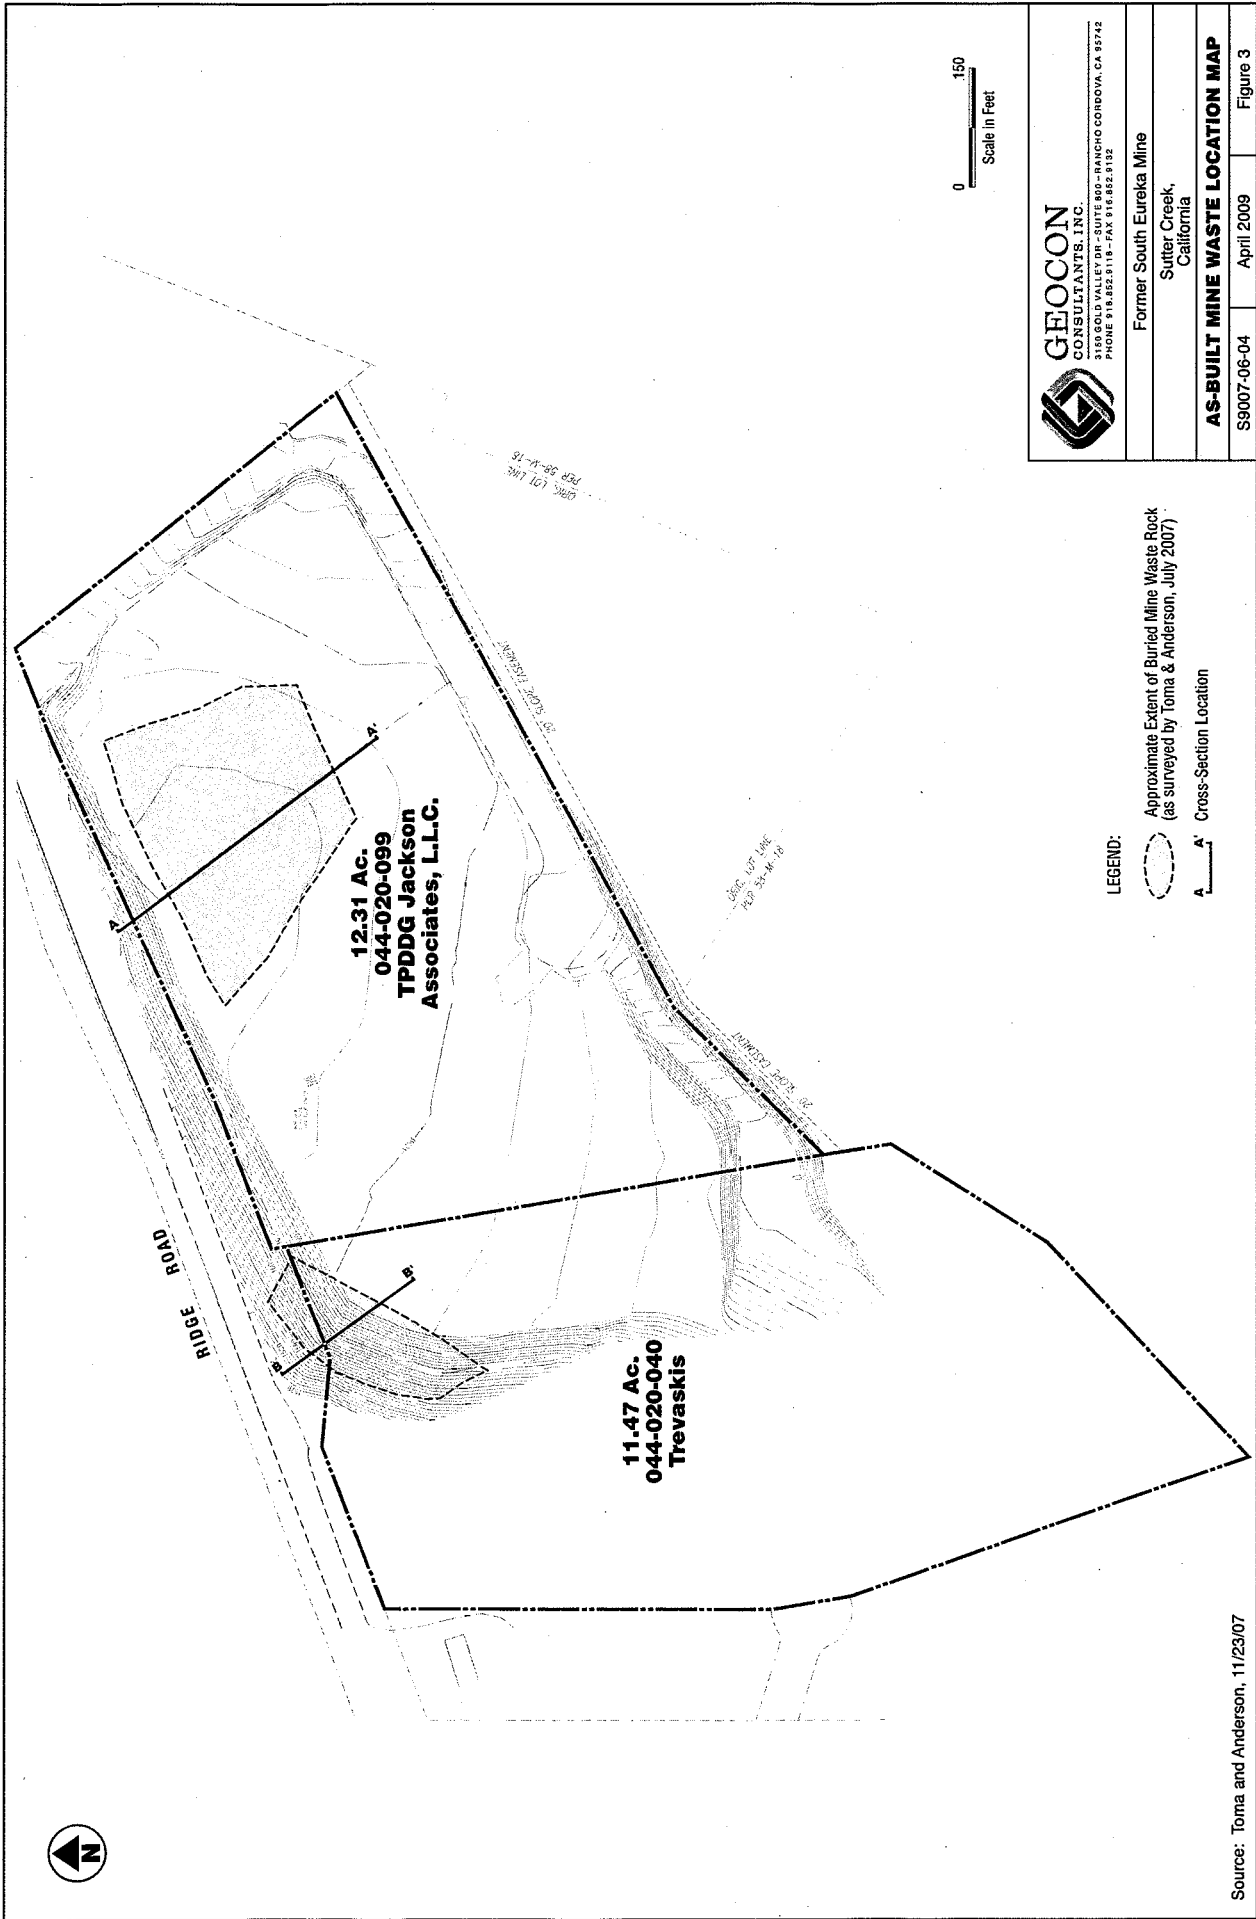 N
RIDGE ROAD
A
A'
B
B'
12.31 Ac.
044-020-099
TPDDG Jackson
Associates, L.L.C.
11.47 Ac.
044-020-040
Trevaskis
20' SLOPE EASEMENT
20' SLOPE EASEMENT
ORIG. LOT LINE
PER 58-M-18
ORIG. LOT LINE
PER 58-M-18
0 150
Scale in Feet
LEGEND:
Approximate Extent of Buried Mine Waste Rock
(as surveyed by Toma & Anderson, July 2007)
A A'
Cross-Section Location
Source: Toma and Anderson, 11/23/07
GEOCON
CONSULTANTS, INC.
3160 GOLD VALLEY DR - SUITE 800 - RANCHO CORDOVA, CA 95742
PHONE 916.852.9118 - FAX 916.852.9132
Former South Eureka Mine
Sutter Creek,
California
AS-BUILT MINE WASTE LOCATION MAP
S9007-06-04 April 2009 Figure 3